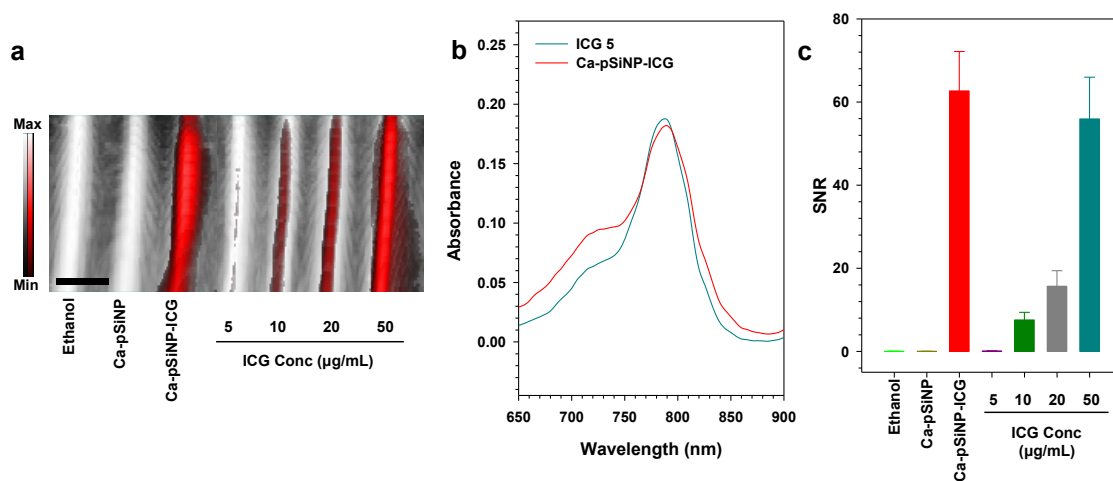 a
Max
Min
Ethanol
Ca-pSiNP
Ca-pSiNP-ICG
5 10 20 50
ICG Conc (µg/mL)
b
ICG 5
Ca-pSiNP-ICG
Absorbance
0.25
0.20
0.15
0.10
0.05
0.00
650 700 750 800 850 900
Wavelength (nm)
c
SNR
80
60
40
20
0
Ethanol
Ca-pSiNP
Ca-pSiNP-ICG
5 10 20 50
ICG Conc
(µg/mL)